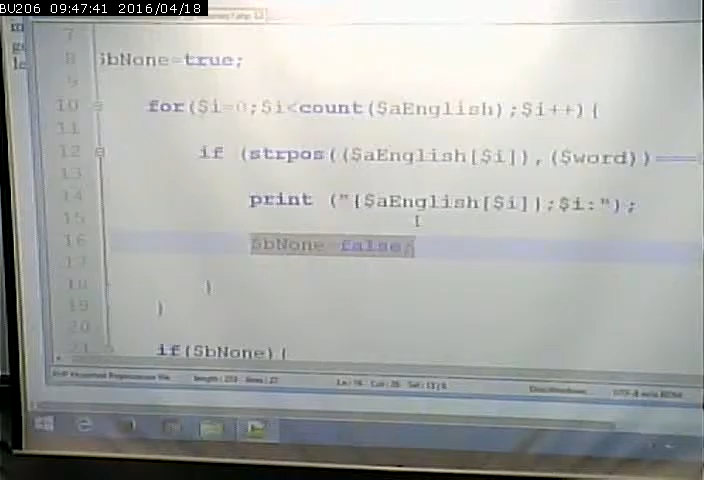 BU206 09:47:41 2016/04/18
7
8 $bNone=true;
9
10 for($i=0;$i<count($aEnglish);$i++){
11
12 if (strpos(($aEnglish[$i]),($word))===0
13
14 print ("{$aEnglish[$i]};$i:");
15
16 $bNone=false;
17
18 }
19 }
20
21 if($bNone){